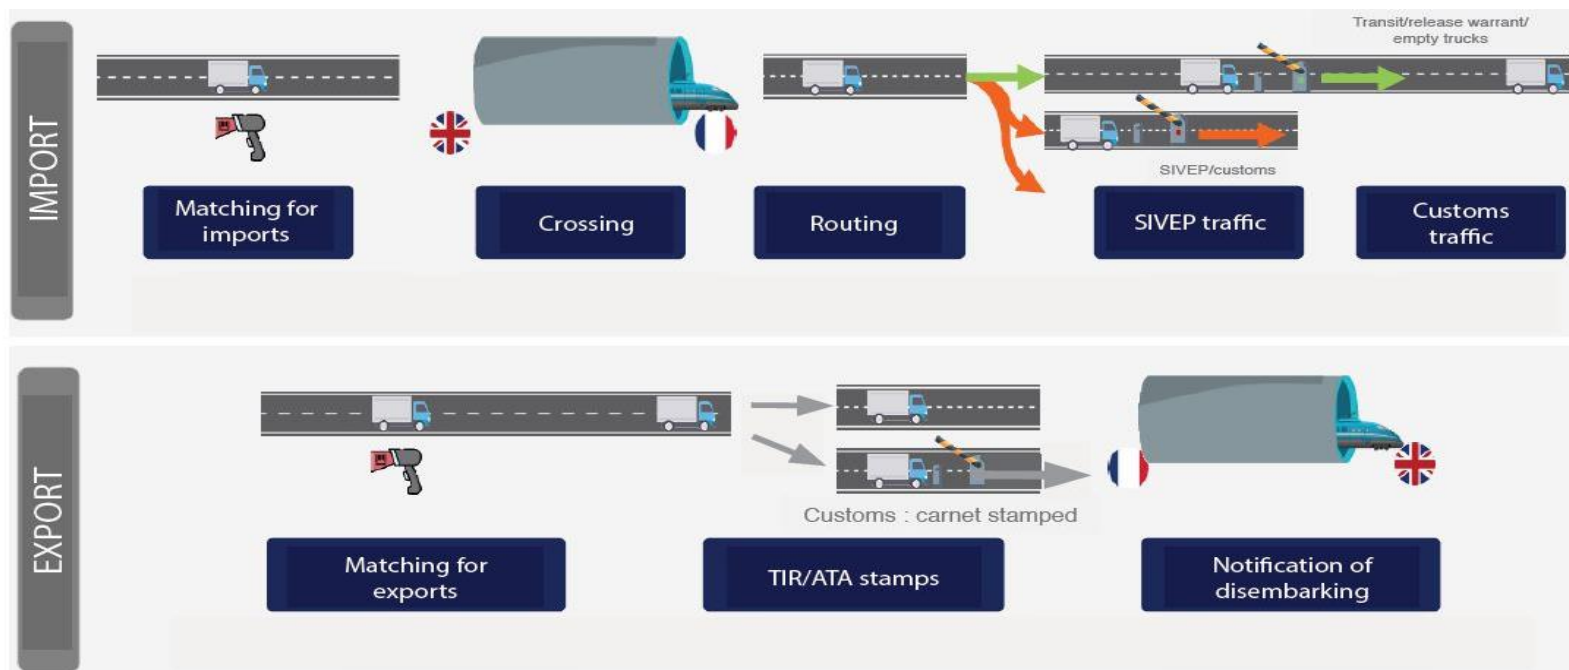 IMPORT
Transit/release warrant/
empty trucks
SIVEP/customs
Matching for
imports
Crossing
Routing
SIVEP traffic
Customs
traffic
EXPORT
Customs : carnet stamped
Matching for
exports
TIR/ATA stamps
Notification of
disembarking